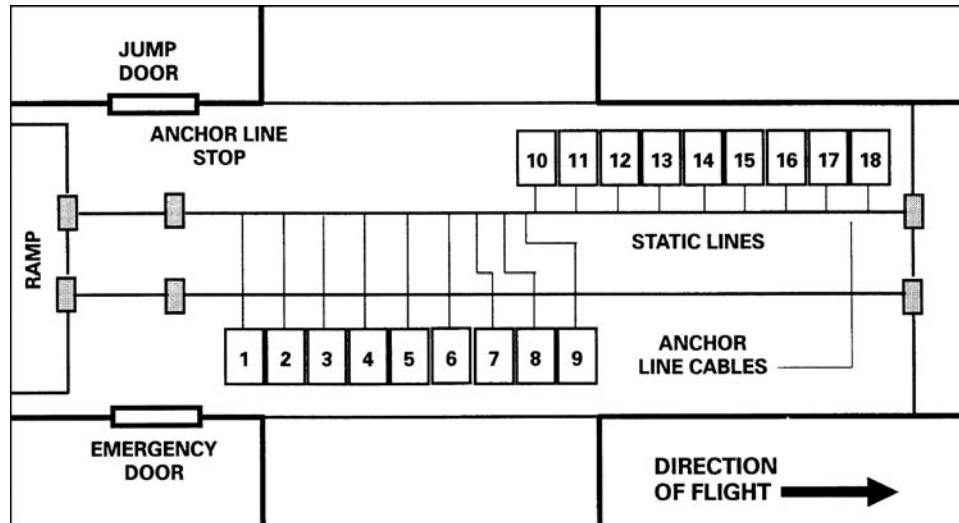 JUMP
DOOR
ANCHOR LINE
STOP
10 11 12 13 14 15 16 17 18
RAMP
STATIC LINES
1 2 3 4 5 6 7 8 9
ANCHOR
LINE CABLES
EMERGENCY
DOOR
DIRECTION
OF FLIGHT